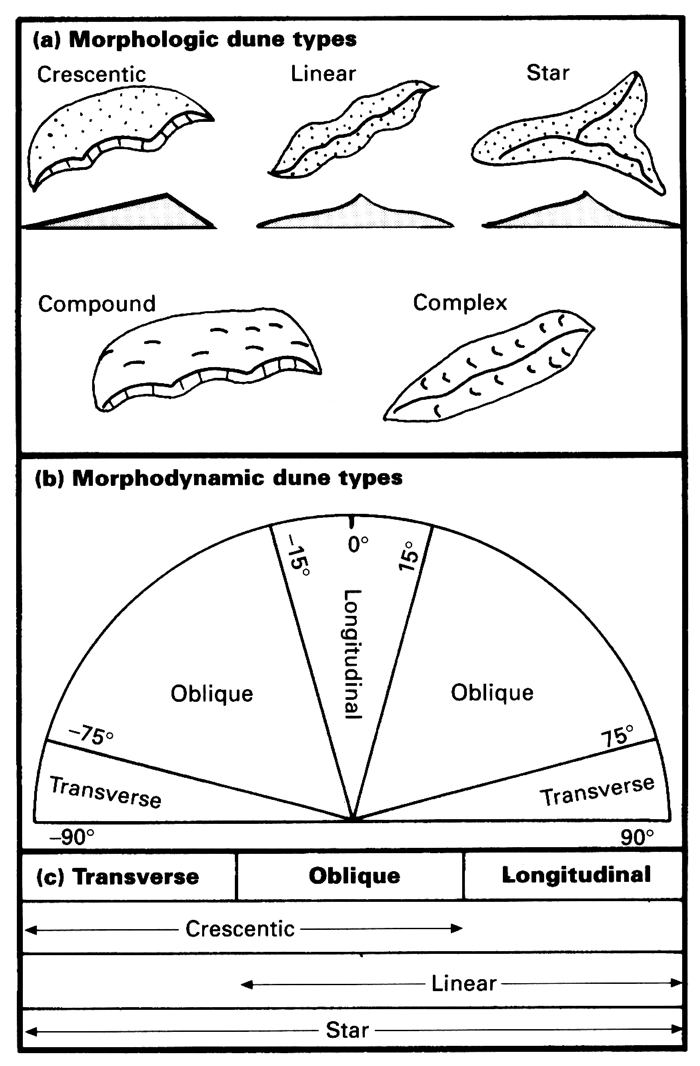 (a) Morphologic dune types
Crescentic
Linear
Star
Compound
Complex
(b) Morphodynamic dune types
−15°
0°
15°
Longitudinal
Oblique
Oblique
−75°
75°
Transverse
Transverse
−90°
90°
(c) Transverse
Oblique
Longitudinal
Crescentic
Linear
Star